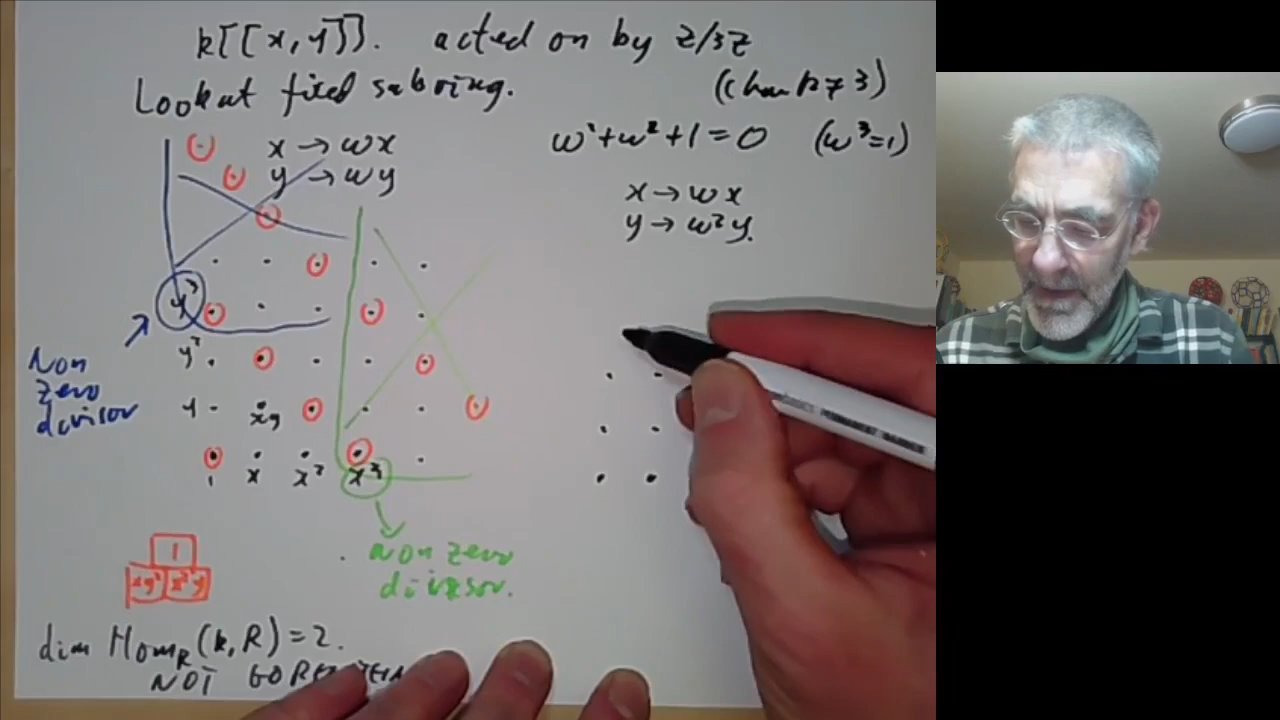 k[[x,y]]. acted on by Z/3Z
Look at fixed subring. (char k≠3)
x → ωx
y → ωy
ω¹+ω²+1=0 (ω³=1)
x → ωx
y → ω²y.
y³
Non
zero
divisor
y²
y
xy
1 x x² x³
Non zero
divisor.
1
xy² x²y
dim Hom_R(k,R)=2.
NOT